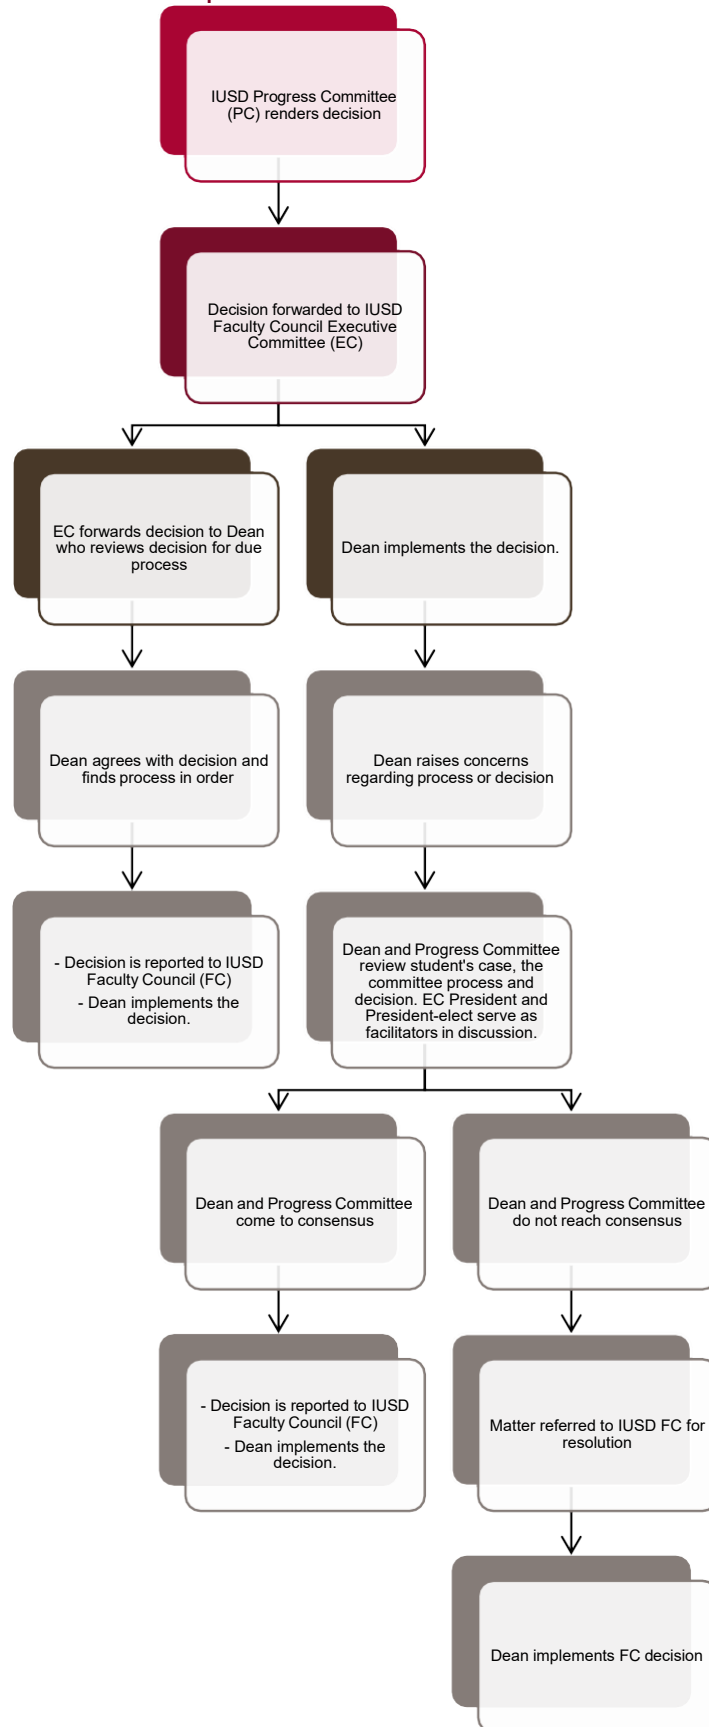 IUSD Progress Committee
(PC) renders decision
Decision forwarded to IUSD
Faculty Council Executive
Committee (EC)
EC forwards decision to Dean
who reviews decision for due
process
Dean implements the decision.
Dean agrees with decision and
finds process in order
Dean raises concerns
regarding process or decision
- Decision is reported to IUSD
Faculty Council (FC)
- Dean implements the
decision.
Dean and Progress Committee
review student's case, the
committee process and
decision. EC President and
President-elect serve as
facilitators in discussion.
Dean and Progress Committee
come to consensus
Dean and Progress Committee
do not reach consensus
- Decision is reported to IUSD
Faculty Council (FC)
- Dean implements the
decision.
Matter referred to IUSD FC for
resolution
Dean implements FC decision